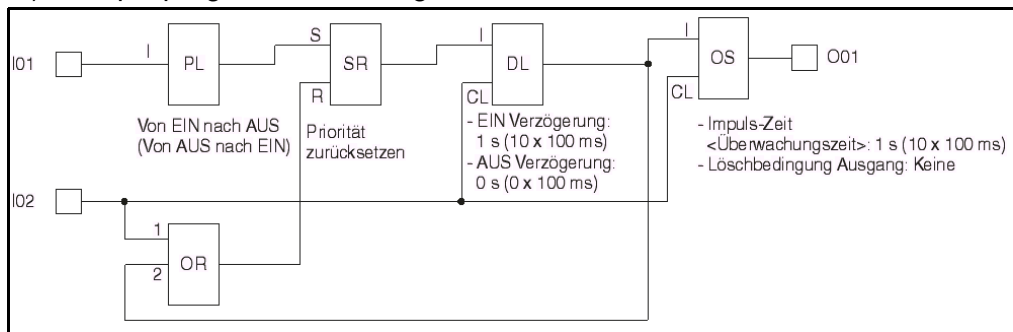 I01
I
PL
S
R
SR
I
CL
DL
I
CL
OS
O01
Von EIN nach AUS
(Von AUS nach EIN)
Priorität
zurücksetzen
- EIN Verzögerung:
1 s (10 x 100 ms)
- AUS Verzögerung:
0 s (0 x 100 ms)
- Impuls-Zeit
<Überwachungszeit>: 1 s (10 x 100 ms)
- Löschbedingung Ausgang: Keine
I02
1
2
OR